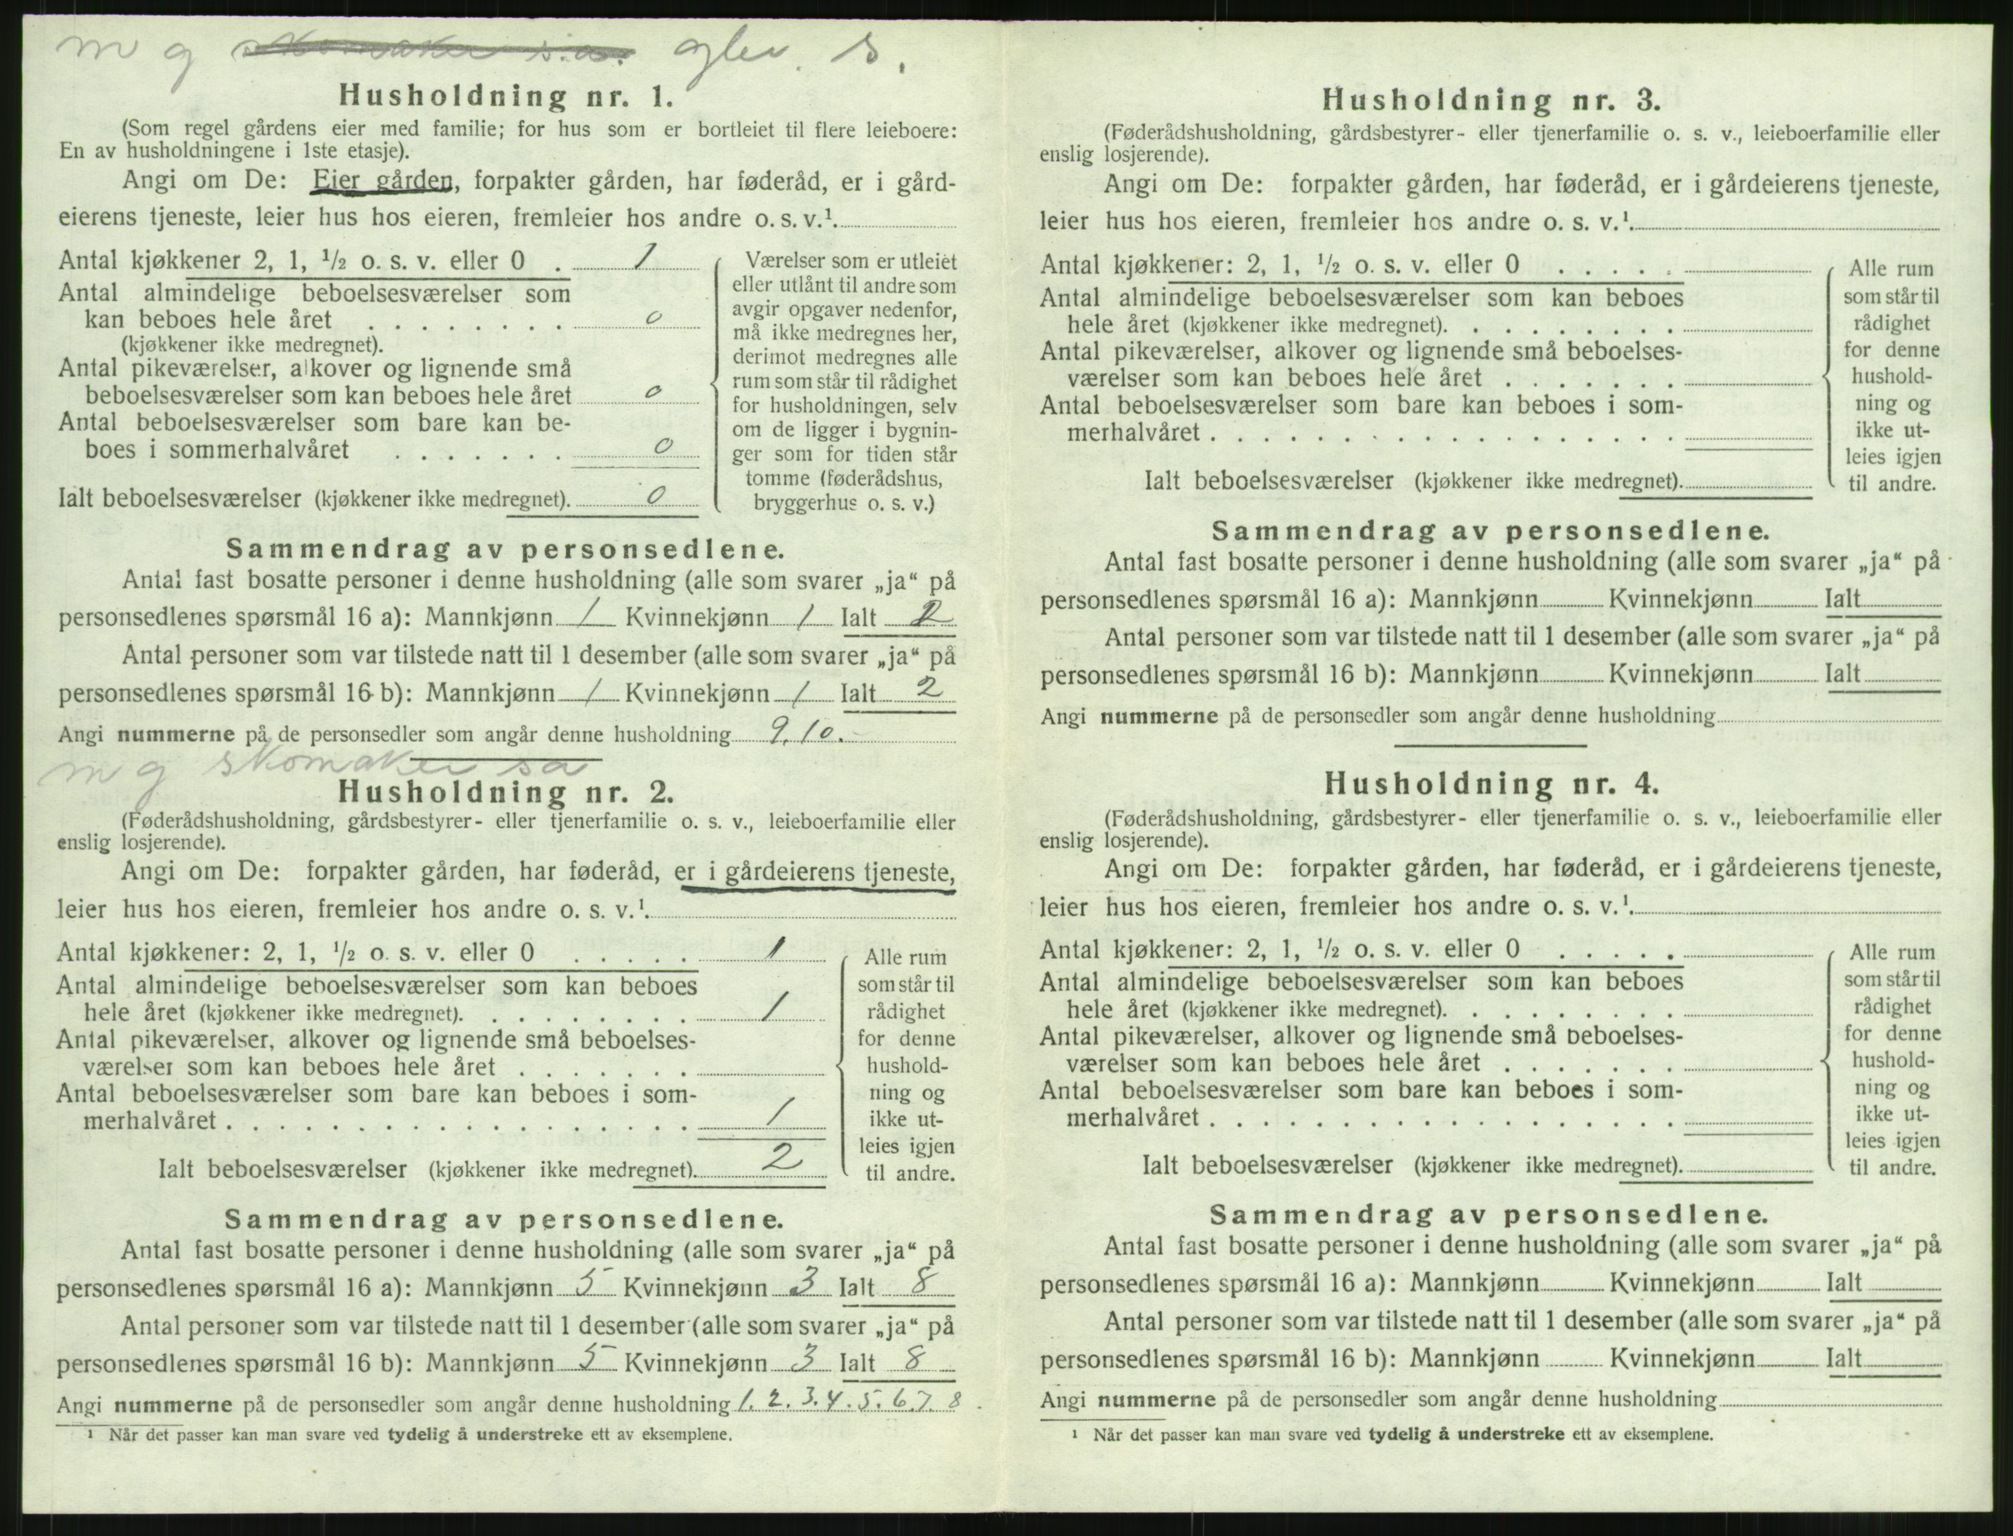 m g skomaker s.a. glev. s.
Husholdning nr. 1.
(Som regel gårdens eier med familie; for hus som er bortleiet til flere leieboere:
En av husholdningene i 1ste etasje).
Angi om De: Eier gården, forpakter gården, har føderåd, er i gård-
eierens tjeneste, leier hus hos eieren, fremleier hos andre o. s. v.¹.
Antal kjøkkener 2, 1, ½ o. s. v. eller 0 . 1
Antal almindelige beboelsesværelser som
kan beboes hele året . . . . . . . . 0
(kjøkkener ikke medregnet).
Antal pikeværelser, alkover og lignende små
beboelsesværelser som kan beboes hele året 0
Antal beboelsesværelser som bare kan be-
boes i sommerhalvåret . . . . . . . 0
Ialt beboelsesværelser (kjøkkener ikke medregnet). 0
Værelser som er utleiet
eller utlånt til andre som
avgir opgaver nedenfor,
må ikke medregnes her,
derimot medregnes alle
rum som står til rådighet
for husholdningen, selv
om de ligger i bygnin-
ger som for tiden står
tomme (føderådshus,
bryggerhus o. s. v.)
Sammendrag av personsedlene.
Antal fast bosatte personer i denne husholdning (alle som svarer „ja“ på
personsedlenes spørsmål 16 a): Mannkjønn 1 Kvinnekjønn 1 Ialt 2
Antal personer som var tilstede natt til 1 desember (alle som svarer „ja“ på
personsedlenes spørsmål 16 b): Mannkjønn 1 Kvinnekjønn 1 Ialt 2
Angi nummerne på de personsedler som angår denne husholdning 9, 10.
m g skomaker sa
Husholdning nr. 2.
(Føderådshusholdning, gårdsbestyrer- eller tjenerfamilie o. s. v., leieboerfamilie eller
enslig losjerende).
Angi om De: forpakter gården, har føderåd, er i gårdeierens tjeneste,
leier hus hos eieren, fremleier hos andre o. s. v.¹.
Antal kjøkkener: 2, 1, ½ o. s. v. eller 0 . . . . . 1
Antal almindelige beboelsesværelser som kan beboes
hele året (kjøkkener ikke medregnet). . . . . . . . . 1
Antal pikeværelser, alkover og lignende små beboelses-
værelser som kan beboes hele året . . . . . . .
Antal beboelsesværelser som bare kan beboes i som-
merhalvåret . . . . . . . . . . . . . . . . . . 1
Ialt beboelsesværelser (kjøkkener ikke medregnet). 2
Alle rum
som står til
rådighet
for denne
hushold-
ning og
ikke ut-
leies igjen
til andre.
Sammendrag av personsedlene.
Antal fast bosatte personer i denne husholdning (alle som svarer „ja“ på
personsedlenes spørsmål 16 a): Mannkjønn 5 Kvinnekjønn 3 Ialt 8
Antal personer som var tilstede natt til 1 desember (alle som svarer „ja“ på
personsedlenes spørsmål 16 b): Mannkjønn 5 Kvinnekjønn 3 Ialt 8
Angi nummerne på de personsedler som angår denne husholdning 1. 2. 3. 4. 5. 6. 7. 8
¹ Når det passer kan man svare ved tydelig å understreke ett av eksemplene.
Husholdning nr. 3.
(Føderådshusholdning, gårdsbestyrer- eller tjenerfamilie o. s. v., leieboerfamilie eller
enslig losjerende).
Angi om De: forpakter gården, har føderåd, er i gårdeierens tjeneste,
leier hus hos eieren, fremleier hos andre o. s. v.¹.
Antal kjøkkener: 2, 1, ½ o. s. v. eller 0 . . . . .
Antal almindelige beboelsesværelser som kan beboes
hele året (kjøkkener ikke medregnet). . . . . . . . .
Antal pikeværelser, alkover og lignende små beboelses-
værelser som kan beboes hele året . . . . . . .
Antal beboelsesværelser som bare kan beboes i som-
merhalvåret . . . . . . . . . . . . . . . . . .
Ialt beboelsesværelser (kjøkkener ikke medregnet).
Alle rum
som står til
rådighet
for denne
hushold-
ning og
ikke ut-
leies igjen
til andre.
Sammendrag av personsedlene.
Antal fast bosatte personer i denne husholdning (alle som svarer „ja“ på
personsedlenes spørsmål 16 a): Mannkjønn Kvinnekjønn Ialt
Antal personer som var tilstede natt til 1 desember (alle som svarer „ja“ på
personsedlenes spørsmål 16 b): Mannkjønn Kvinnekjønn Ialt
Angi nummerne på de personsedler som angår denne husholdning
Husholdning nr. 4.
(Føderådshusholdning, gårdsbestyrer- eller tjenerfamilie o. s. v., leieboerfamilie eller
enslig losjerende).
Angi om De: forpakter gården, har føderåd, er i gårdeierens tjeneste,
leier hus hos eieren, fremleier hos andre o. s. v.¹.
Antal kjøkkener: 2, 1, ½ o. s. v. eller 0 . . . . .
Antal almindelige beboelsesværelser som kan beboes
hele året (kjøkkener ikke medregnet). . . . . . . . .
Antal pikeværelser, alkover og lignende små beboelses-
værelser som kan beboes hele året . . . . . . .
Antal beboelsesværelser som bare kan beboes i som-
merhalvåret . . . . . . . . . . . . . . . . . .
Ialt beboelsesværelser (kjøkkener ikke medregnet).
Alle rum
som står til
rådighet
for denne
hushold-
ning og
ikke ut-
leies igjen
til andre.
Sammendrag av personsedlene.
Antal fast bosatte personer i denne husholdning (alle som svarer „ja“ på
personsedlenes spørsmål 16 a): Mannkjønn Kvinnekjønn Ialt
Antal personer som var tilstede natt til 1 desember (alle som svarer „ja“ på
personsedlenes spørsmål 16 b): Mannkjønn Kvinnekjønn Ialt
Angi nummerne på de personsedler som angår denne husholdning
¹ Når det passer kan man svare ved tydelig å understreke ett av eksemplene.